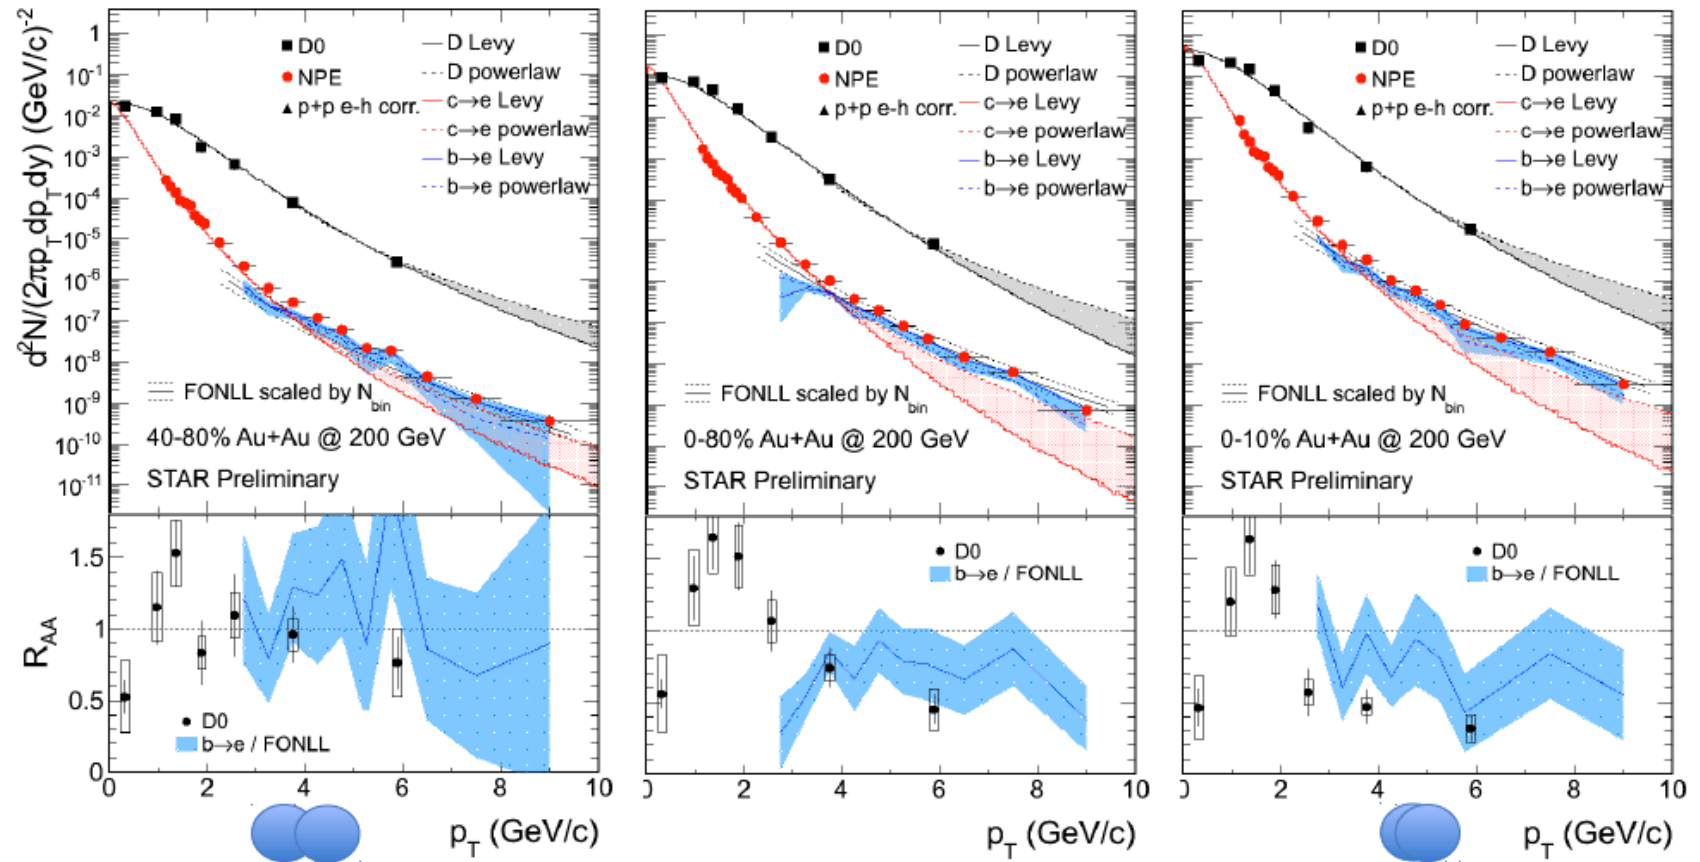 d²N/(2πp_T dp_T dy) (GeV/c)⁻²
1
10⁻¹
10⁻²
10⁻³
10⁻⁴
10⁻⁵
10⁻⁶
10⁻⁷
10⁻⁸
10⁻⁹
10⁻¹⁰
10⁻¹¹
D0
NPE
p+p e-h corr.
D Levy
D powerlaw
c→e Levy
c→e powerlaw
b→e Levy
b→e powerlaw
FONLL scaled by N_bin
40-80% Au+Au @ 200 GeV
STAR Preliminary
D0
NPE
p+p e-h corr.
D Levy
D powerlaw
c→e Levy
c→e powerlaw
b→e Levy
b→e powerlaw
FONLL scaled by N_bin
0-80% Au+Au @ 200 GeV
STAR Preliminary
D0
NPE
p+p e-h corr.
D Levy
D powerlaw
c→e Levy
c→e powerlaw
b→e Levy
b→e powerlaw
FONLL scaled by N_bin
0-10% Au+Au @ 200 GeV
STAR Preliminary
R_AA
1.5
1
0.5
0
D0
b→e / FONLL
0 2 4 6 8 10
p_T (GeV/c)
D0
b→e / FONLL
0 2 4 6 8 10
p_T (GeV/c)
D0
b→e / FONLL
0 2 4 6 8 10
p_T (GeV/c)